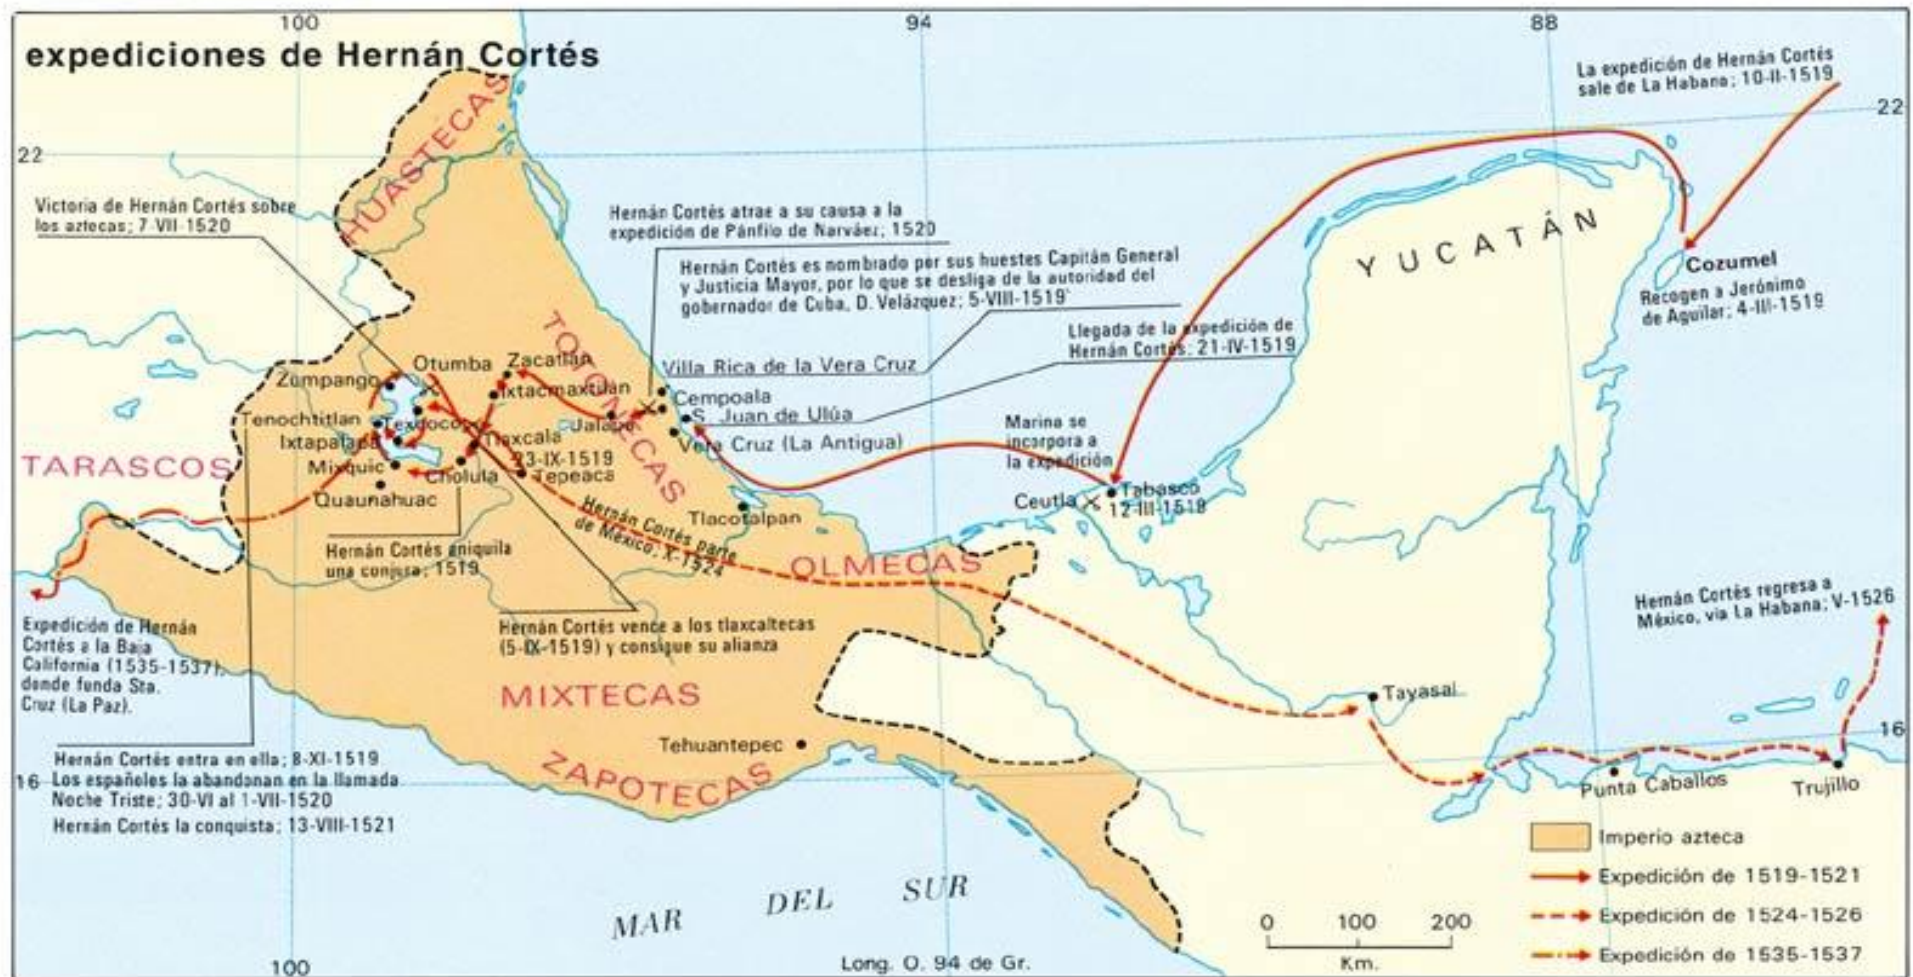 expediciones de Hernán Cortés
100
94
88
La expedición de Hernán Cortés
sale de La Habana; 10-II-1519
22
22
HUASTECAS
Victoria de Hernán Cortés sobre
los aztecas; 7-VII-1520
Hernán Cortés atrae a su causa a la
expedición de Pánfilo de Narváez; 1520
Hernán Cortés es nombrado por sus huestes Capitán General
y Justicia Mayor, por lo que se desliga de la autoridad del
gobernador de Cuba, D. Velázquez; 5-VIII-1519
Llegada de la expedición de
Hernán Cortés; 21-IV-1519
YUCATÁN
Cozumel
Recogen a Jerónimo
de Aguilar; 4-III-1519
TOTONECAS
Otumba
Zacatlán
Villa Rica de la Vera Cruz
Zumpango
Ixtacmaxtitlán
Cempoala
Tenochtitlan
Texcoco
Jalapa
S. Juan de Ulúa
Ixtapalapa
Tlaxcala
23-IX-1519
Vera Cruz (La Antigua)
Marina se
incorpora a
la expedición
TARASCOS
Mixquic
Cholula
Tepeaca
Quaunahuac
Tlacotalpan
Ceutla
Tabasco
12-III-1519
Hernán Cortés parte
de México; X-1524
Hernán Cortés aniquila
una conjura; 1519
OLMECAS
Hernán Cortés regresa a
México, via La Habana; V-1526
Expedición de Hernán
Cortés a la Baja
California (1535-1537),
donde funda Sta.
Cruz (La Paz).
Hernán Cortés vence a los tlaxcaltecas
(5-IX-1519) y consigue su alianza
MIXTECAS
Tayasal
Tehuantepec
ZAPOTECAS
16
16
Hernán Cortés entra en ella; 8-XI-1519
Los españoles la abandonan en la llamada
Noche Triste; 30-VI al 1-VII-1520
Hernán Cortés la conquista; 13-VIII-1521
Punta Caballos
Trujillo
MAR DEL SUR
Imperio azteca
Expedición de 1519-1521
Expedición de 1524-1526
Expedición de 1535-1537
0 100 200
Km.
100
Long. O. 94 de Gr.